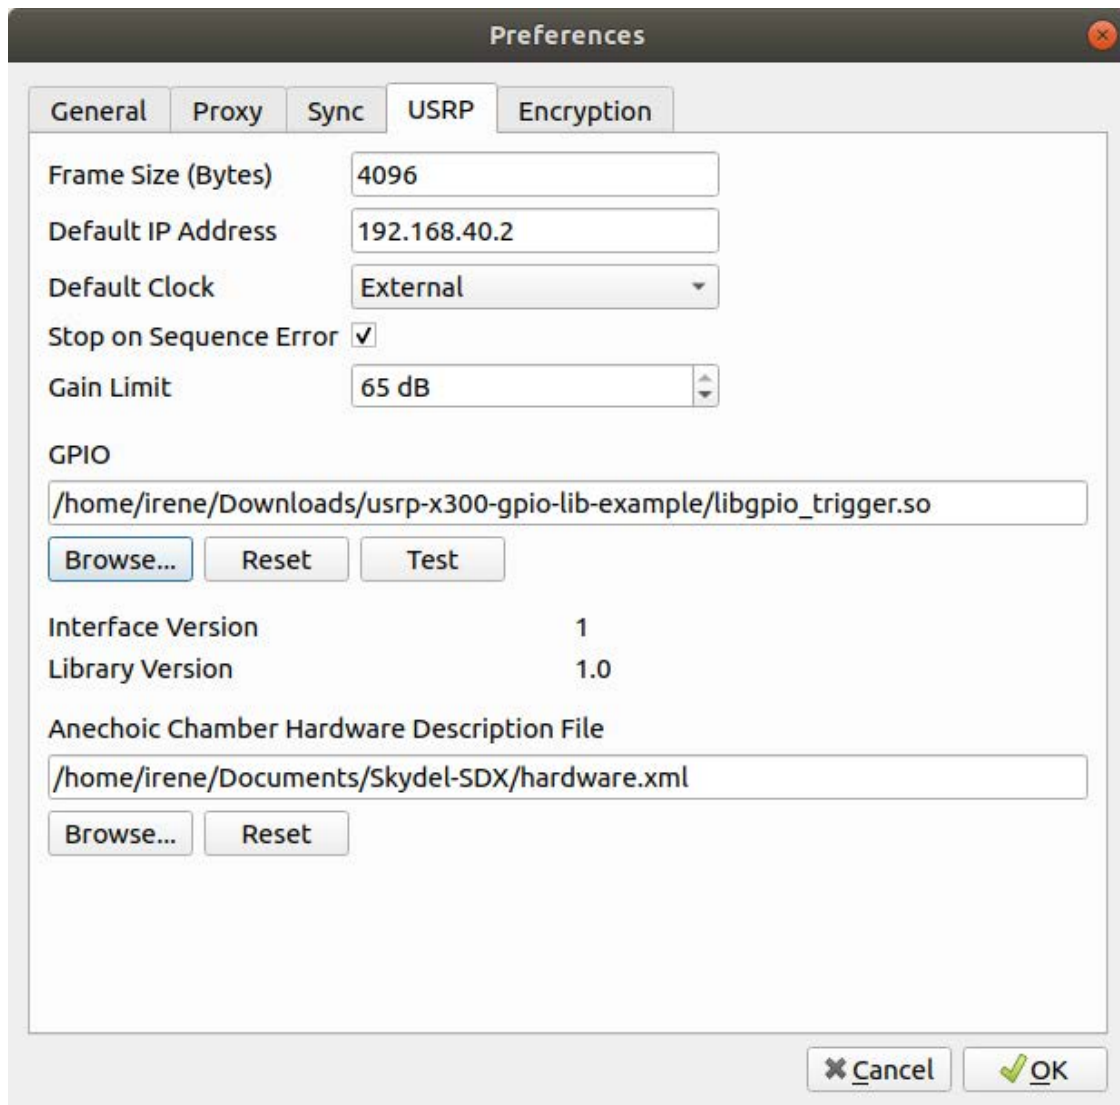 Preferences
General Proxy Sync USRP Encryption
Frame Size (Bytes) 4096
Default IP Address 192.168.40.2
Default Clock External
Stop on Sequence Error
Gain Limit 65 dB
GPIO
/home/irene/Downloads/usrp-x300-gpio-lib-example/libgpio_trigger.so
Browse... Reset Test
Interface Version 1
Library Version 1.0
Anechoic Chamber Hardware Description File
/home/irene/Documents/Skydel-SDX/hardware.xml
Browse... Reset
Cancel OK